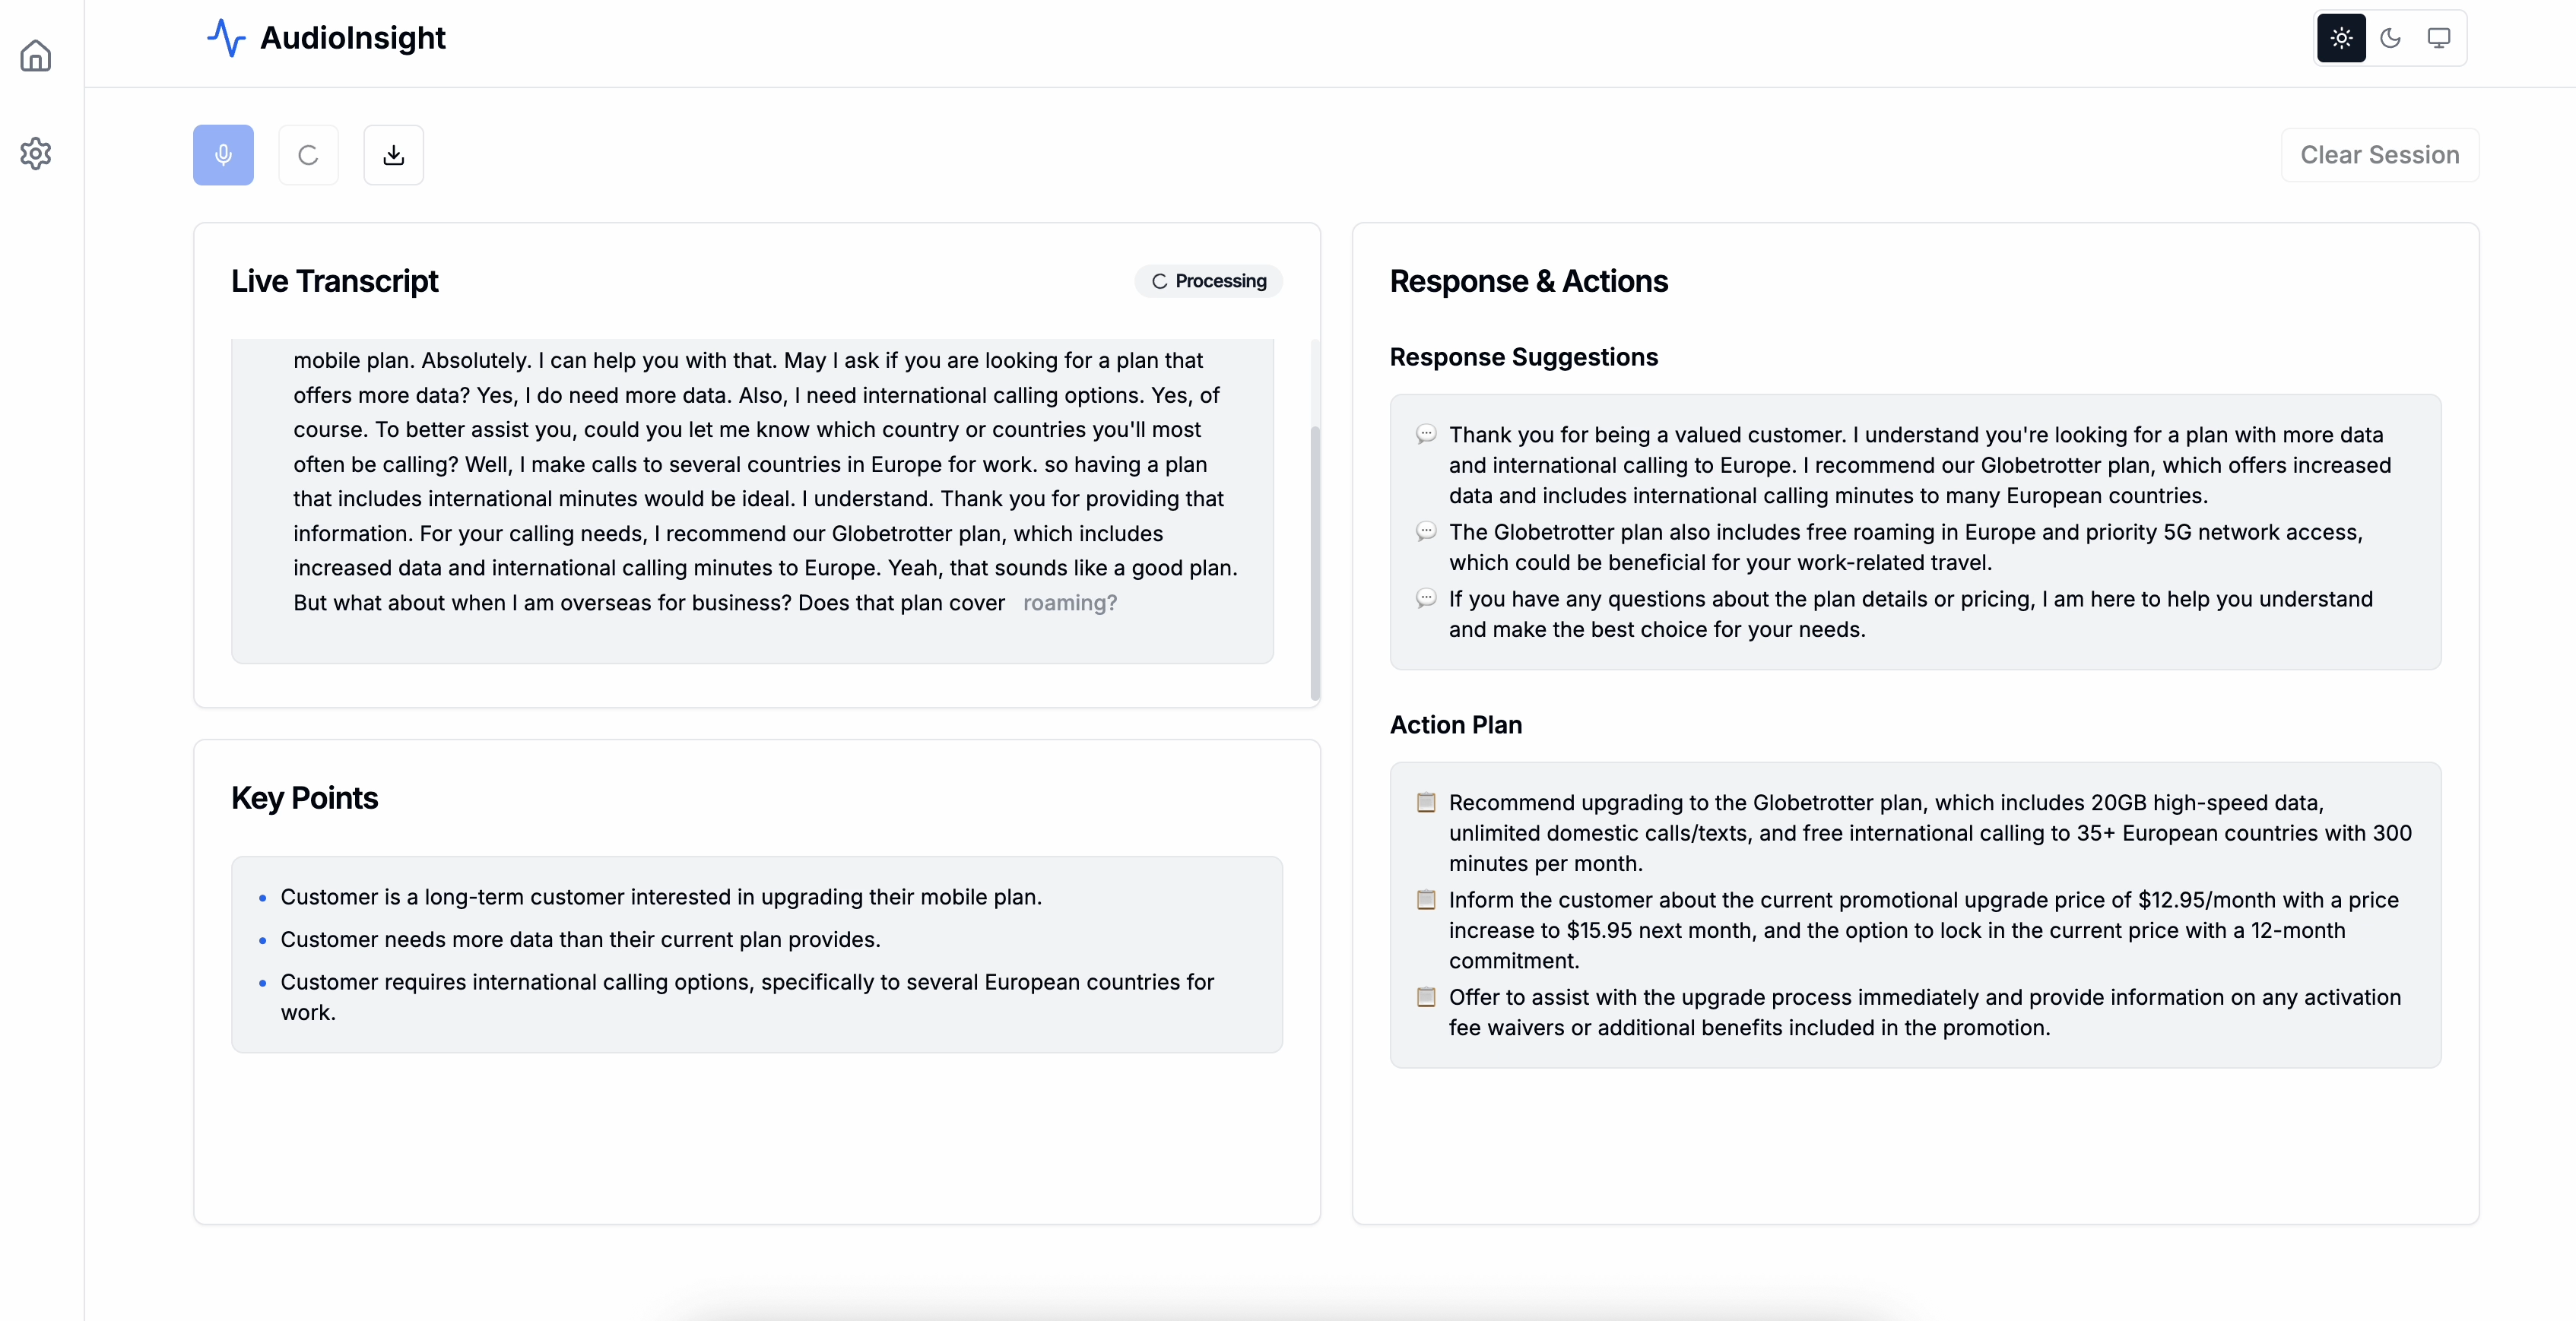 AudioInsight
Clear Session
Live Transcript
Processing
mobile plan. Absolutely. I can help you with that. May I ask if you are looking for a plan that
offers more data? Yes, I do need more data. Also, I need international calling options. Yes, of
course. To better assist you, could you let me know which country or countries you'll most
often be calling? Well, I make calls to several countries in Europe for work. so having a plan
that includes international minutes would be ideal. I understand. Thank you for providing that
information. For your calling needs, I recommend our Globetrotter plan, which includes
increased data and international calling minutes to Europe. Yeah, that sounds like a good plan.
But what about when I am overseas for business? Does that plan cover roaming?
Key Points
• Customer is a long-term customer interested in upgrading their mobile plan.
• Customer needs more data than their current plan provides.
• Customer requires international calling options, specifically to several European countries for
work.
Response & Actions
Response Suggestions
Thank you for being a valued customer. I understand you're looking for a plan with more data
and international calling to Europe. I recommend our Globetrotter plan, which offers increased
data and includes international calling minutes to many European countries.
The Globetrotter plan also includes free roaming in Europe and priority 5G network access,
which could be beneficial for your work-related travel.
If you have any questions about the plan details or pricing, I am here to help you understand
and make the best choice for your needs.
Action Plan
Recommend upgrading to the Globetrotter plan, which includes 20GB high-speed data,
unlimited domestic calls/texts, and free international calling to 35+ European countries with 300
minutes per month.
Inform the customer about the current promotional upgrade price of $12.95/month with a price
increase to $15.95 next month, and the option to lock in the current price with a 12-month
commitment.
Offer to assist with the upgrade process immediately and provide information on any activation
fee waivers or additional benefits included in the promotion.